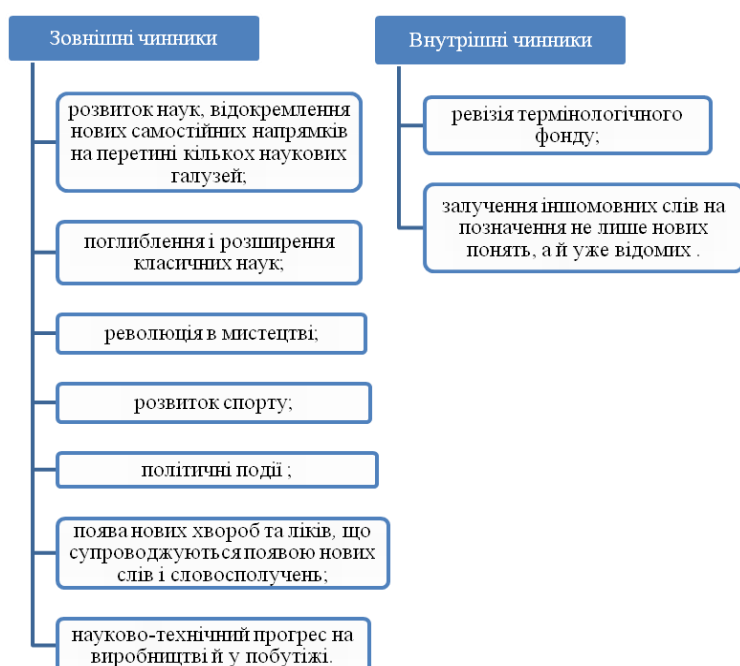 Зовнішні чинники
розвиток наук, відокремлення
нових самостійних напрямків
на перетині кількох наукових
галузей;
поглиблення і розширення
класичних наук;
революція в мистецтві;
розвиток спорту;
політичні події ;
поява нових хвороб та ліків, що
супроводжуються появою нових
слів і словосполучень;
науково-технічний прогрес на
виробництві й у побутіжі.
Внутрішні чинники
ревізія термінологічного
фонду;
залучення іншомовних слів на
позначення не лише нових
понять, а й уже відомих .